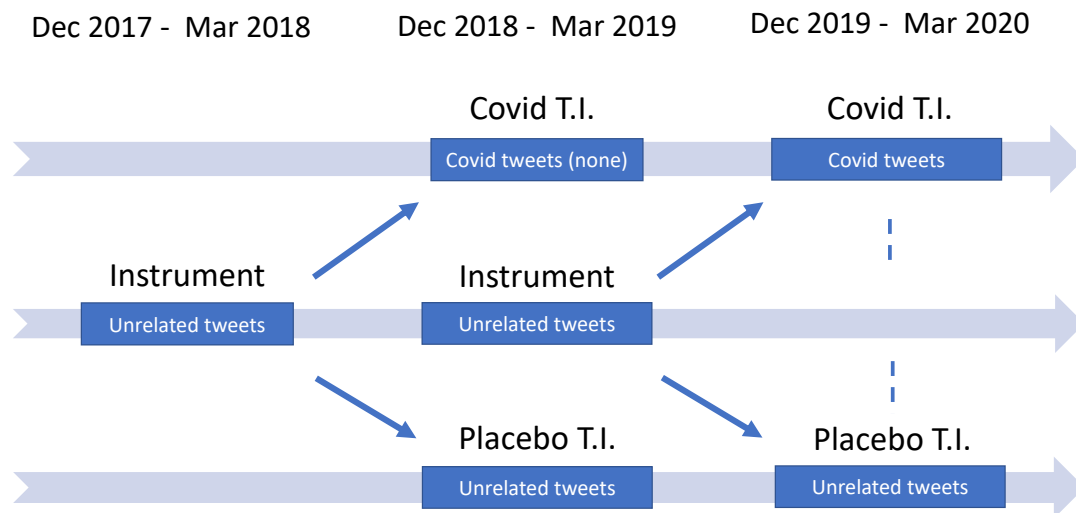 Dec 2017 - Mar 2018 Dec 2018 - Mar 2019 Dec 2019 - Mar 2020
Covid T.I. Covid T.I.
Covid tweets (none) Covid tweets
Instrument Instrument
Unrelated tweets Unrelated tweets
Placebo T.I. Placebo T.I.
Unrelated tweets Unrelated tweets